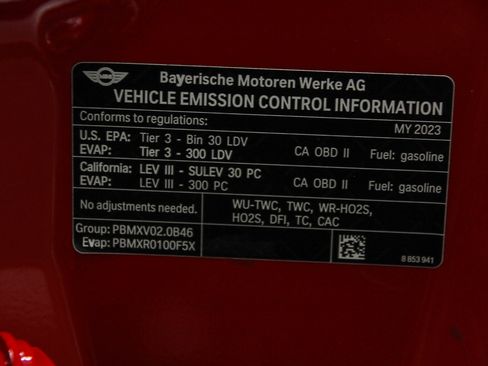 MINI
Bayerische Motoren Werke AG
VEHICLE EMISSION CONTROL INFORMATION
Conforms to regulations: MY 2023
U.S. EPA: Tier 3 - Bin 30 LDV
EVAP: Tier 3 - 300 LDV CA OBD II Fuel: gasoline
California: LEV III - SULEV 30 PC
EVAP: LEV III - 300 PC CA OBD II Fuel: gasoline
No adjustments needed. WU-TWC, TWC, WR-HO2S,
HO2S, DFI, TC, CAC
Group: PBMXV02.0B46
Evap: PBMXR0100F5X
8 853 941